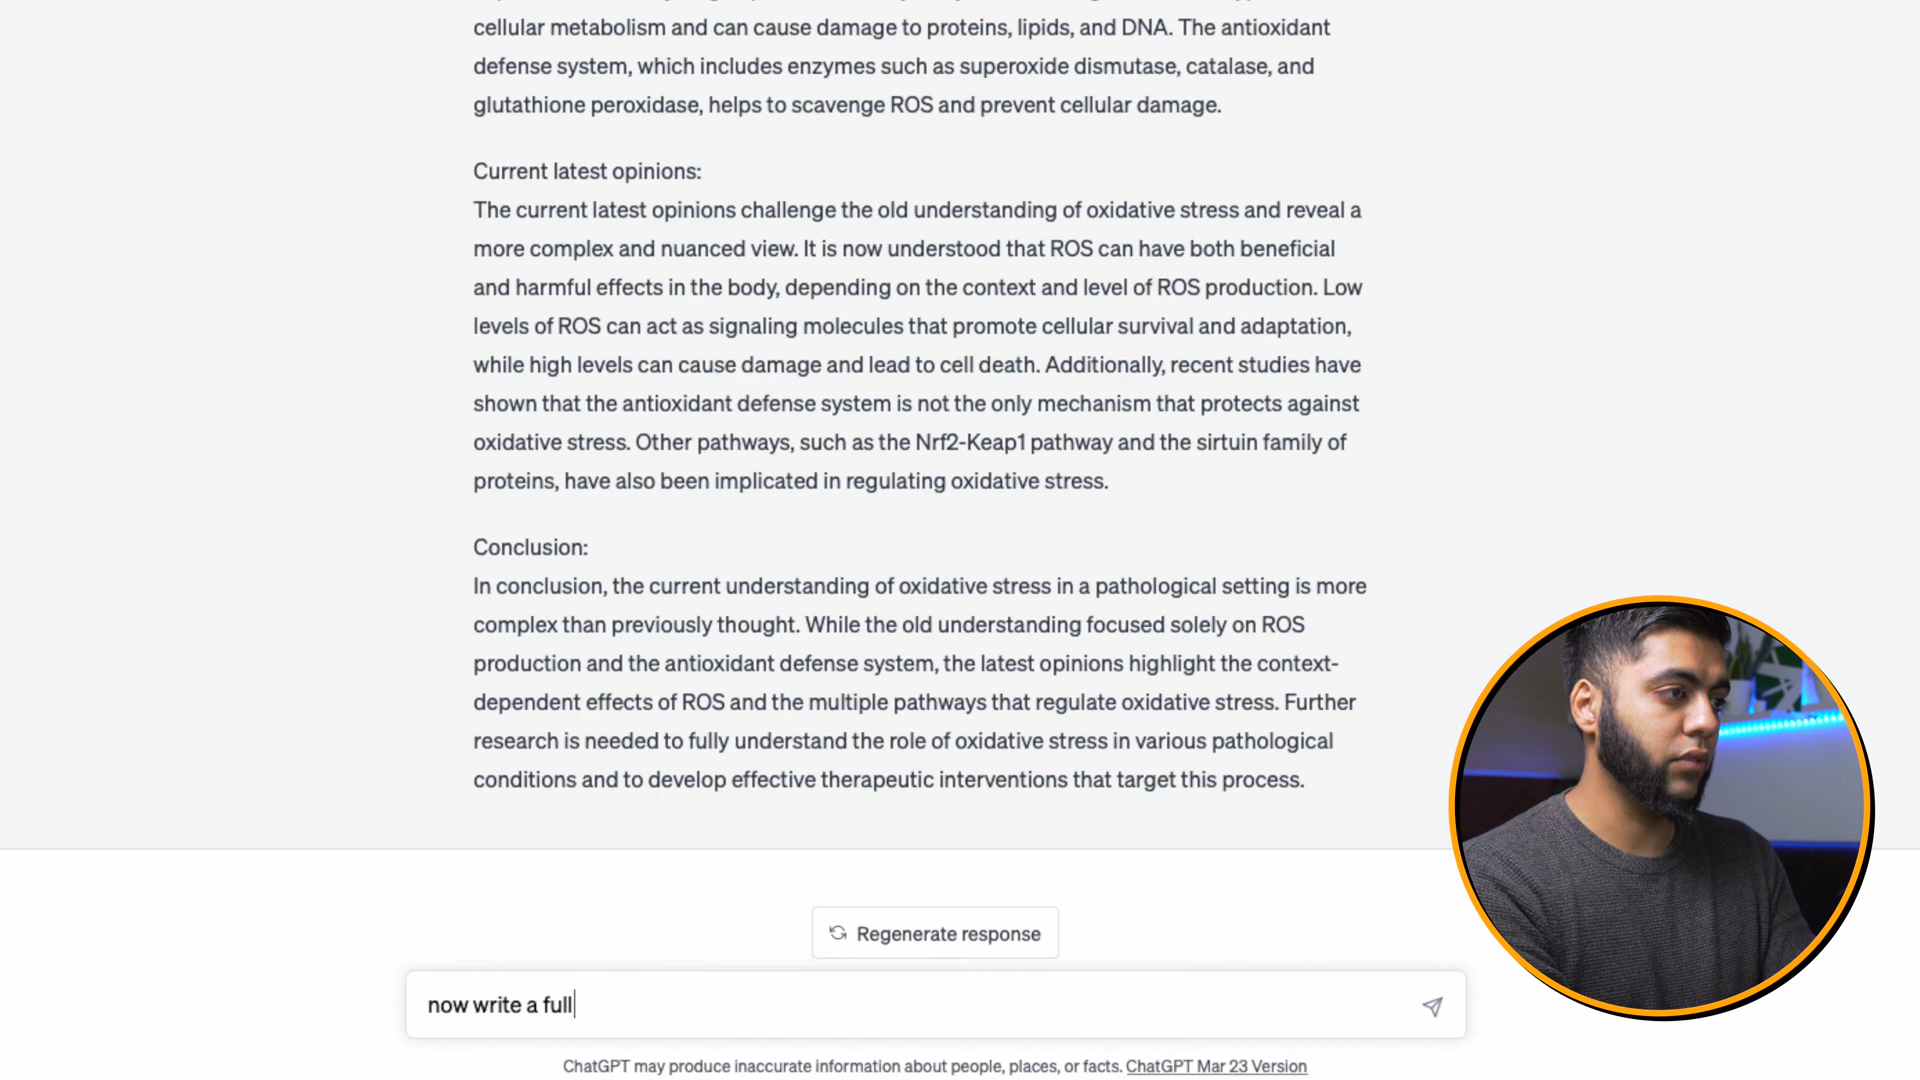 cellular metabolism and can cause damage to proteins, lipids, and DNA. The antioxidant
defense system, which includes enzymes such as superoxide dismutase, catalase, and
glutathione peroxidase, helps to scavenge ROS and prevent cellular damage.
Current latest opinions:
The current latest opinions challenge the old understanding of oxidative stress and reveal a
more complex and nuanced view. It is now understood that ROS can have both beneficial
and harmful effects in the body, depending on the context and level of ROS production. Low
levels of ROS can act as signaling molecules that promote cellular survival and adaptation,
while high levels can cause damage and lead to cell death. Additionally, recent studies have
shown that the antioxidant defense system is not the only mechanism that protects against
oxidative stress. Other pathways, such as the Nrf2-Keap1 pathway and the sirtuin family of
proteins, have also been implicated in regulating oxidative stress.
Conclusion:
In conclusion, the current understanding of oxidative stress in a pathological setting is more
complex than previously thought. While the old understanding focused solely on ROS
production and the antioxidant defense system, the latest opinions highlight the context-
dependent effects of ROS and the multiple pathways that regulate oxidative stress. Further
research is needed to fully understand the role of oxidative stress in various pathological
conditions and to develop effective therapeutic interventions that target this process.
Regenerate response
now write a full
ChatGPT may produce inaccurate information about people, places, or facts. ChatGPT Mar 23 Version